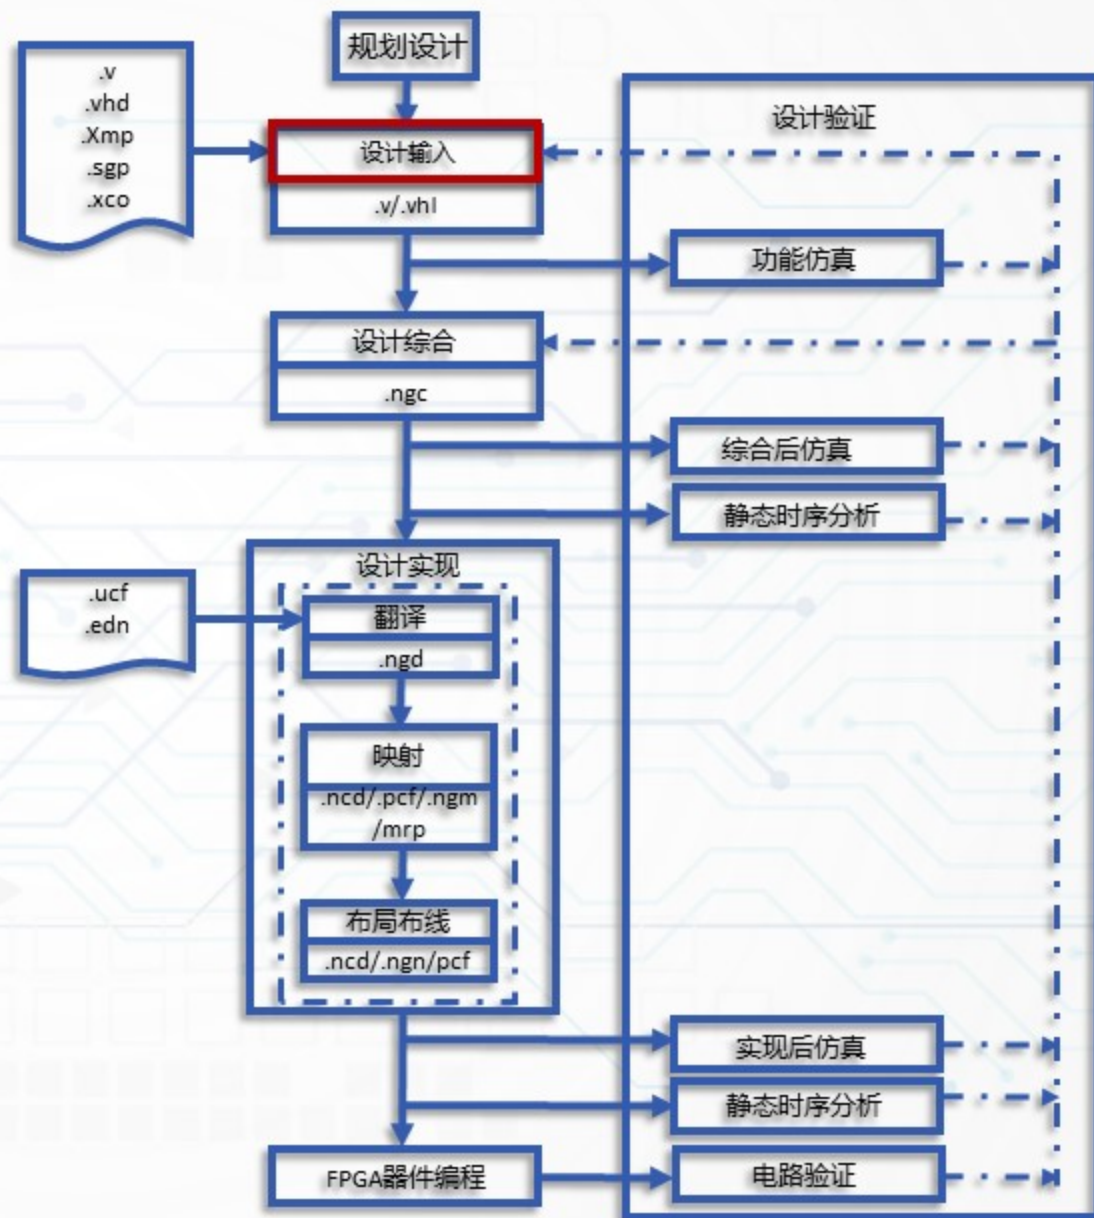 规划设计
.v
.vhd
.Xmp
.sgp
.xco
设计输入
.v/.vhl
设计验证
功能仿真
设计综合
.ngc
综合后仿真
静态时序分析
设计实现
.ucf
.edn
翻译
.ngd
映射
.ncd/.pcf/.ngm
/mrp
布局布线
.ncd/.ngn/pcf
实现后仿真
静态时序分析
FPGA器件编程
电路验证